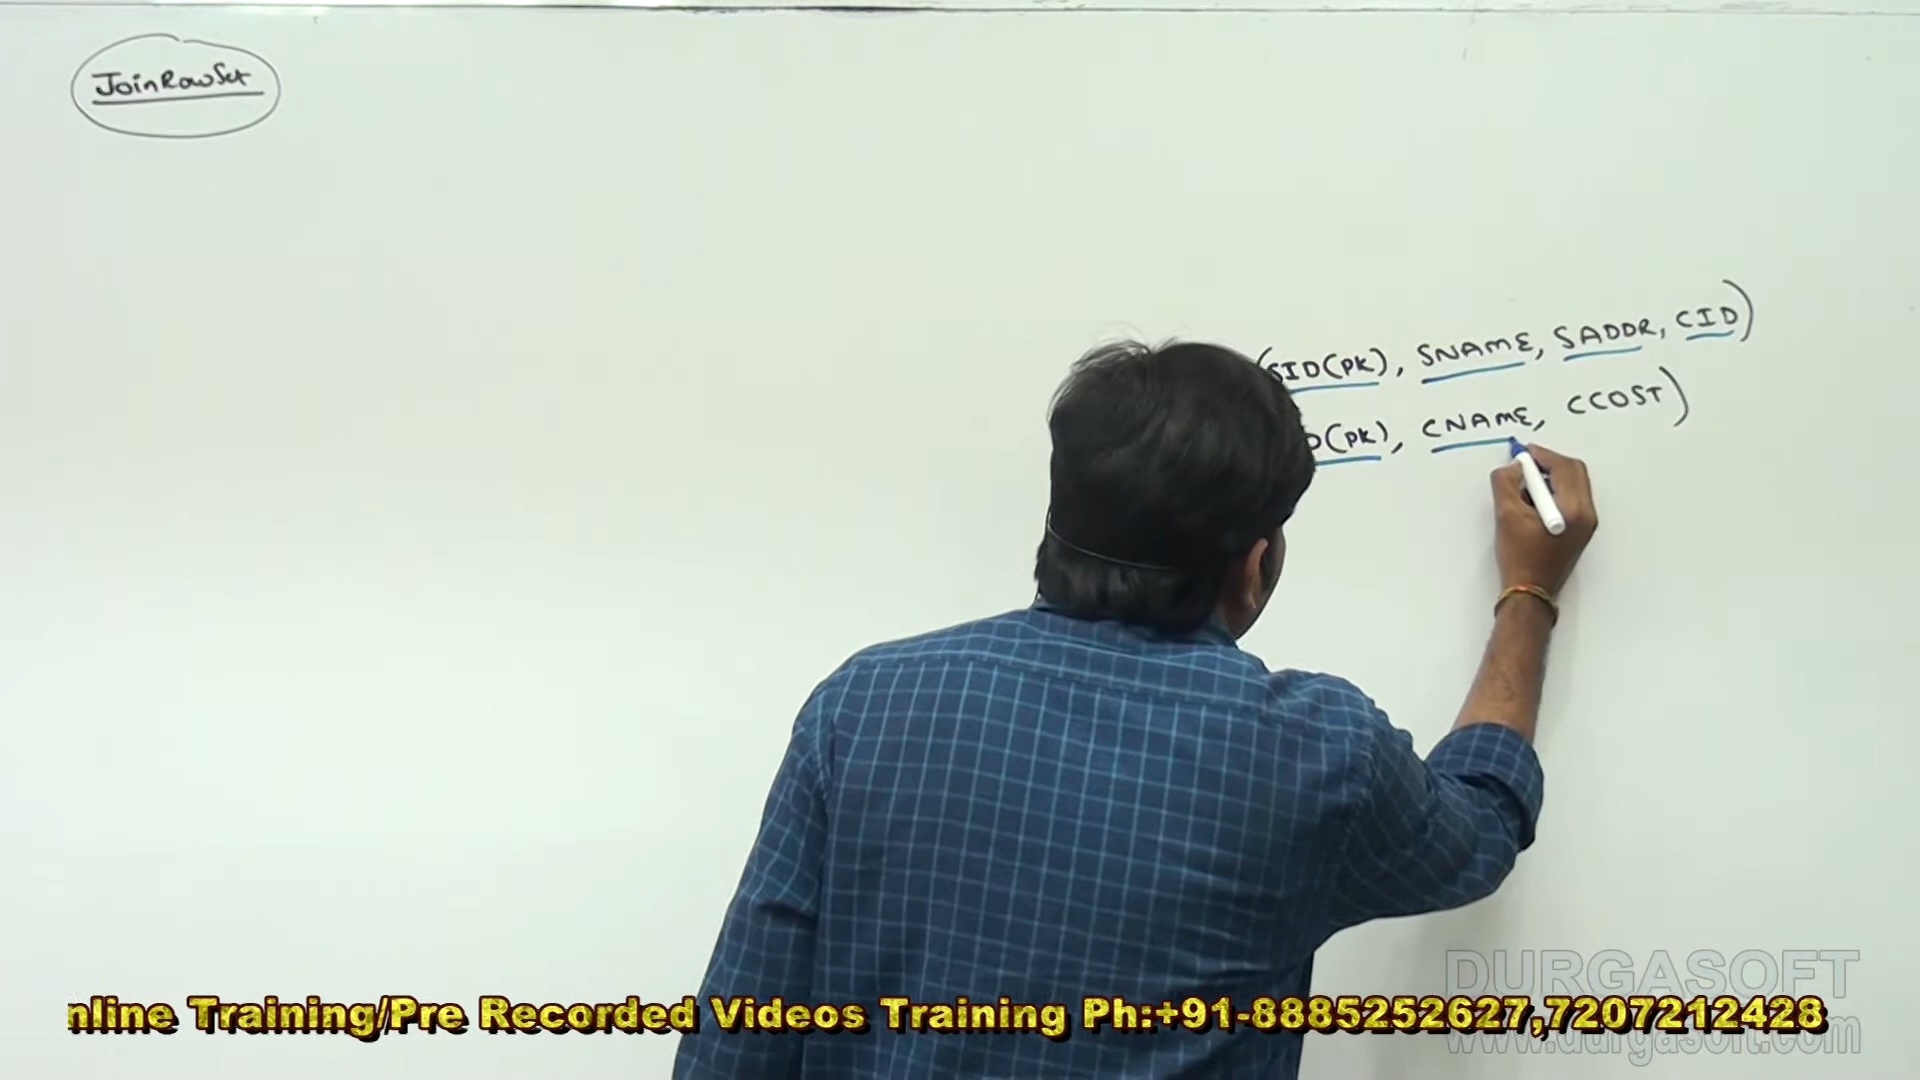 JoinRowSet
(SID(PK), SNAME, SADDR, CID)
D(PK), CNAME, CCOST)
DURGASOFT
nline Training/Pre Recorded Videos Training Ph:+91-8885252627,7207212428
www.durgasoft.com